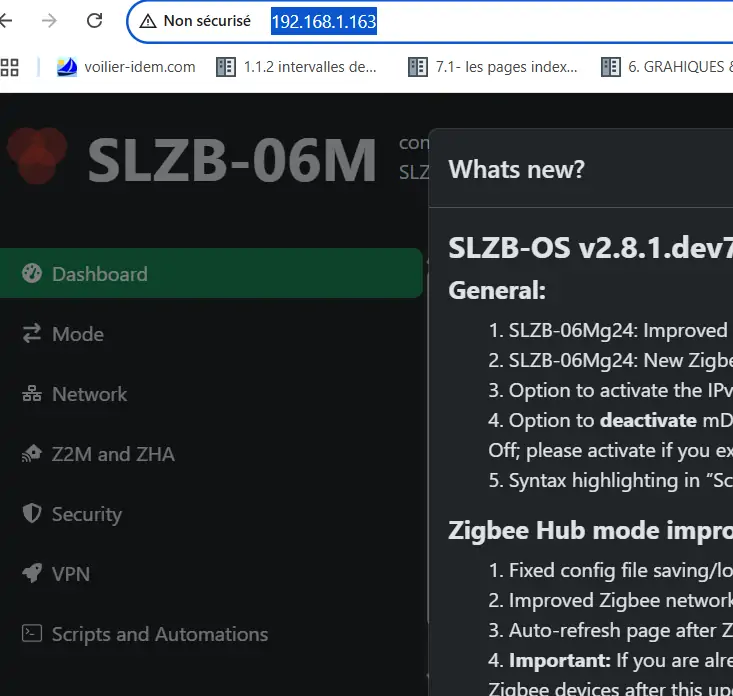 Non sécurisé 192.168.1.163
voilier-idem.com 1.1.2 intervalles de... 7.1- les pages index... 6. GRAHIQUES &
SLZB-06M
con
SLZ
Dashboard
Mode
Network
Z2M and ZHA
Security
VPN
Scripts and Automations
Whats new?
SLZB-OS v2.8.1.dev7
General:
1. SLZB-06Mg24: Improved
2. SLZB-06Mg24: New Zigbe
3. Option to activate the IPv
4. Option to deactivate mD
Off; please activate if you ex
5. Syntax highlighting in “Sc
Zigbee Hub mode impro
1. Fixed config file saving/lo
2. Improved Zigbee network
3. Auto-refresh page after Z
4. Important: If you are alre
Zigbee devices after this upd